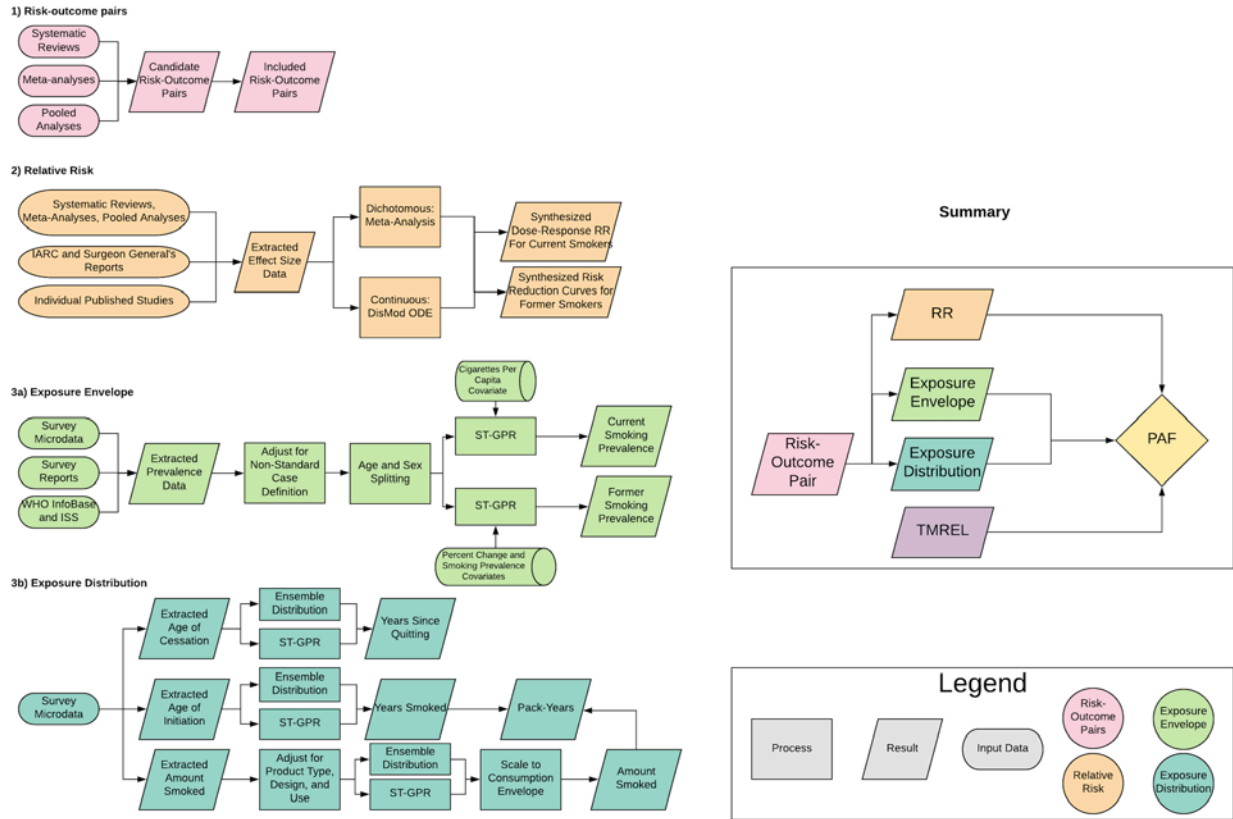 1) Risk-outcome pairs
Systematic
Reviews
Meta-analyses
Pooled
Analyses
Candidate
Risk-Outcome
Pairs
Included
Risk-Outcome
Pairs
2) Relative Risk
Systematic Reviews,
Meta-Analyses, Pooled Analyses
IARC and Surgeon General's
Reports
Individual Published Studies
Extracted
Effect Size
Data
Dichotomous:
Meta-Analysis
Continuous:
DisMod ODE
Synthesized
Dose-Response RR
For Current Smokers
Synthesized Risk
Reduction Curves for
Former Smokers
3a) Exposure Envelope
Survey
Microdata
Survey
Reports
WHO InfoBase
and ISS
Extracted
Prevalence
Data
Adjust for
Non-Standard
Case
Definition
Age and Sex
Splitting
Cigarettes Per
Capita
Covariate
ST-GPR
ST-GPR
Percent Change and
Smoking Prevalence
Covariates
Current
Smoking
Prevalence
Former
Smoking
Prevalence
3b) Exposure Distribution
Survey
Microdata
Extracted
Age of
Cessation
Ensemble
Distribution
ST-GPR
Years Since
Quitting
Extracted
Age of
Initiation
Ensemble
Distribution
ST-GPR
Years Smoked
Pack-Years
Extracted
Amount
Smoked
Adjust for
Product Type,
Design, and
Use
Ensemble
Distribution
ST-GPR
Scale to
Consumption
Envelope
Amount
Smoked
Summary
Risk-
Outcome
Pair
RR
Exposure
Envelope
Exposure
Distribution
TMREL
PAF
Legend
Process
Result
Input Data
Risk-
Outcome
Pairs
Exposure
Envelope
Relative
Risk
Exposure
Distribution